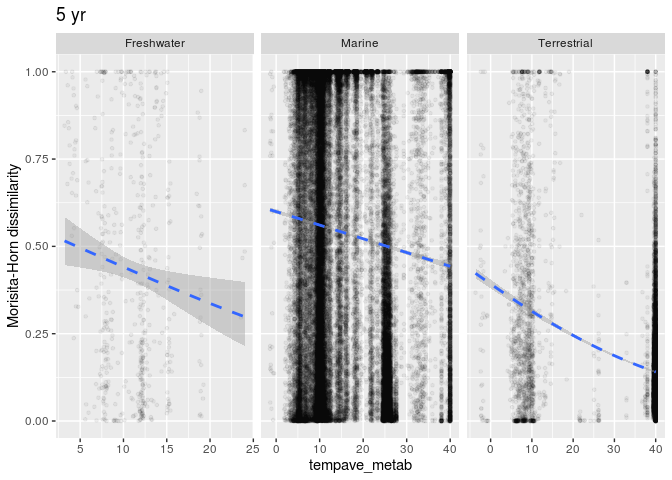 5 yr
Freshwater Marine Terrestrial
Morisita-Horn dissimilarity
1.00
0.75
0.50
0.25
0.00
5 10 15 20 25 0 10 20 30 40 0 10 20 30 40
tempave_metab